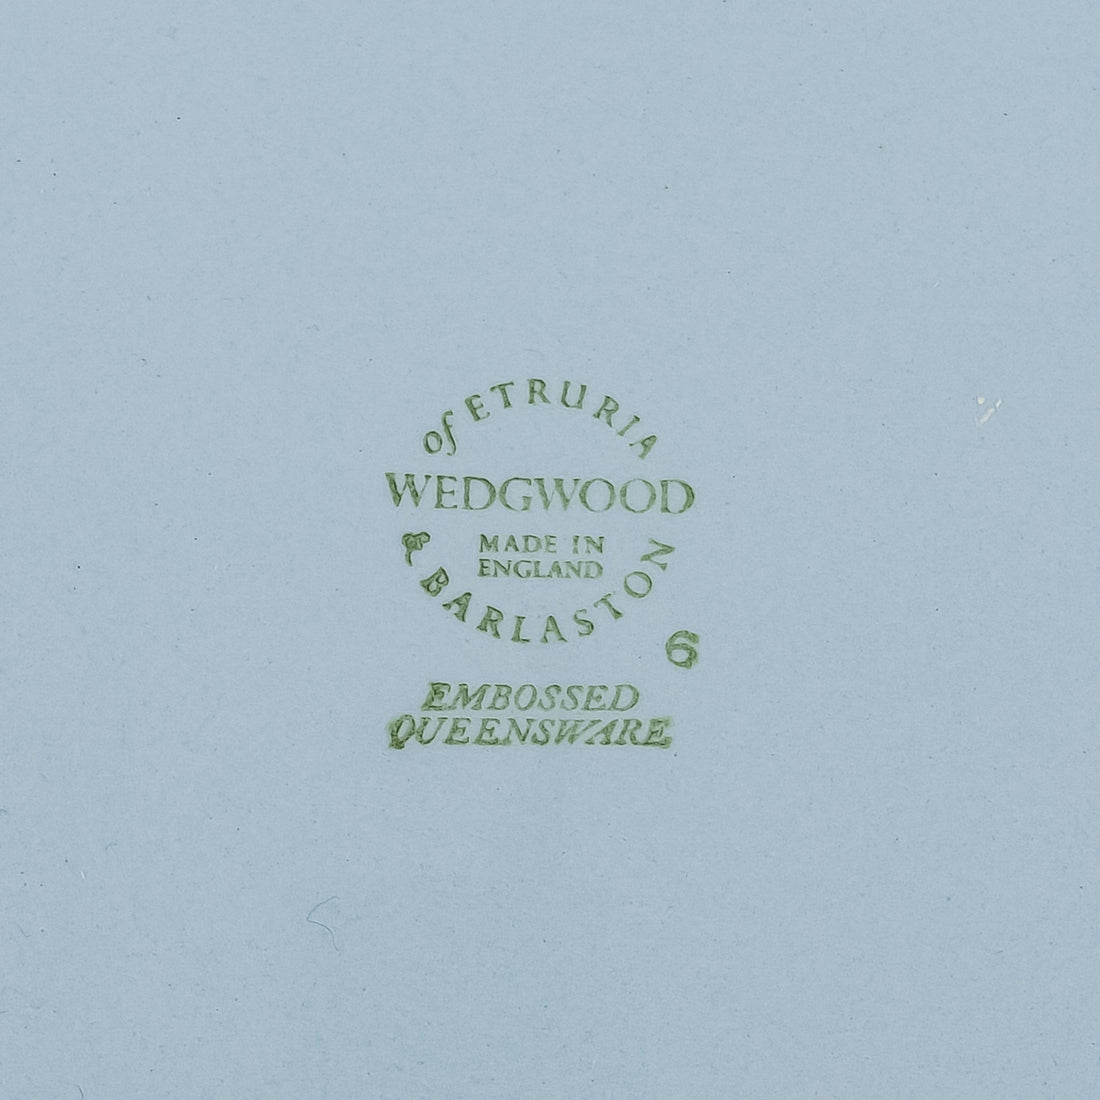 of ETRURIA
WEDGWOOD
MADE IN
ENGLAND
& BARLASTON
6
EMBOSSED
QUEENSWARE